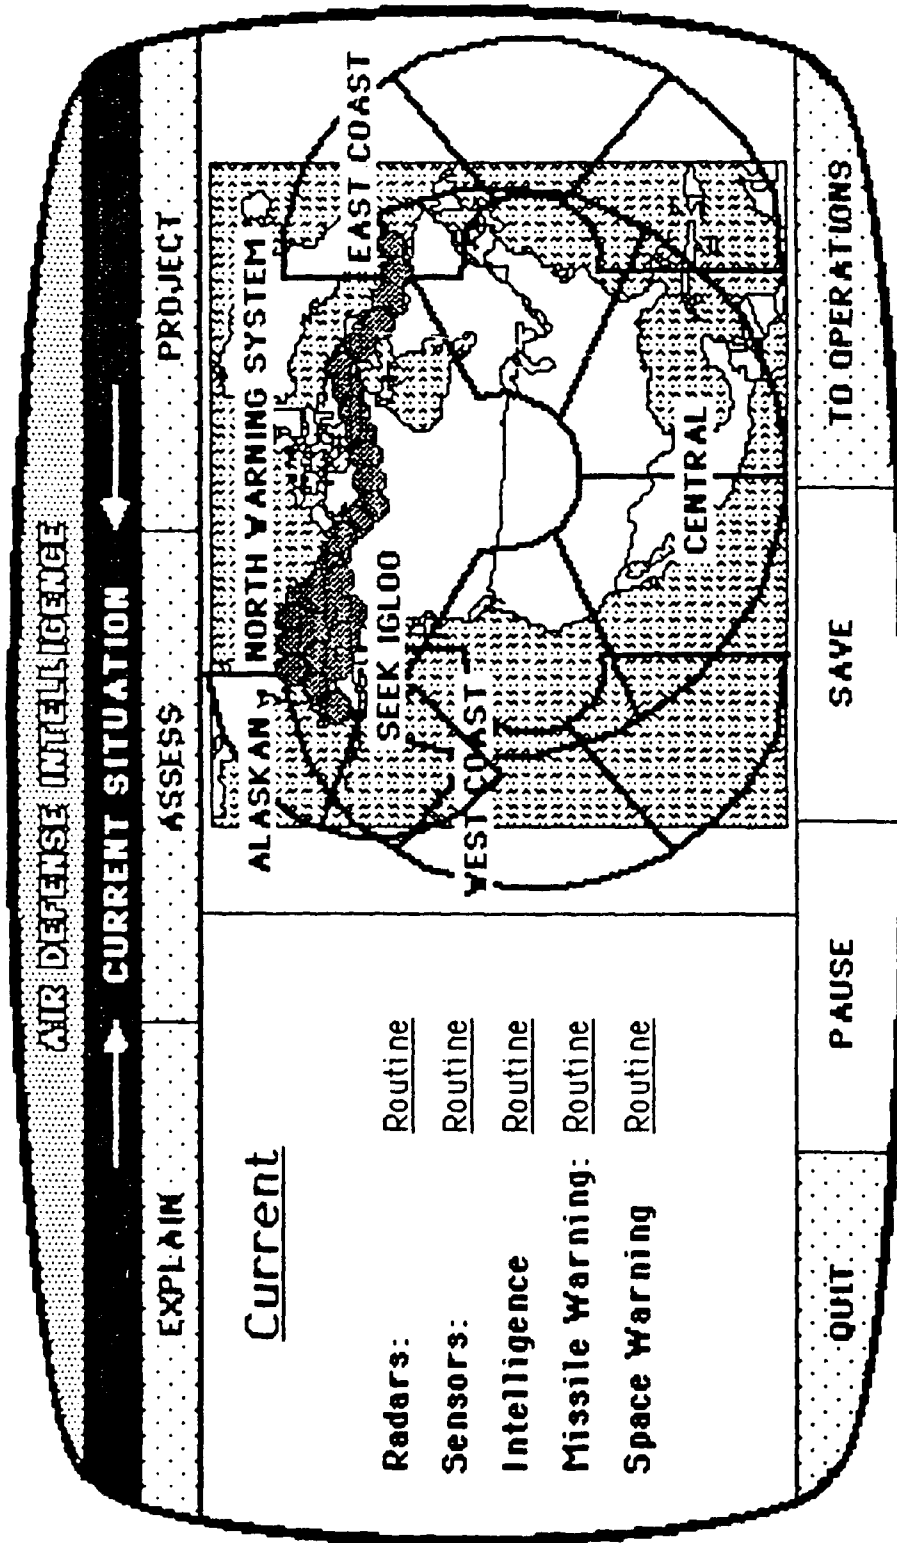 AIR DEFENSE INTELLIGENCE
CURRENT SITUATION
EXPLAIN
ASSESS
PROJECT
Current
Radars: Routine
Sensors: Routine
Intelligence Routine
Missile Warning: Routine
Space Warning Routine
ALASKAN
NORTH WARNING SYSTEM
EAST COAST
SEEK IGLOO
WEST COAST
CENTRAL
QUIT
PAUSE
SAVE
TO OPERATIONS